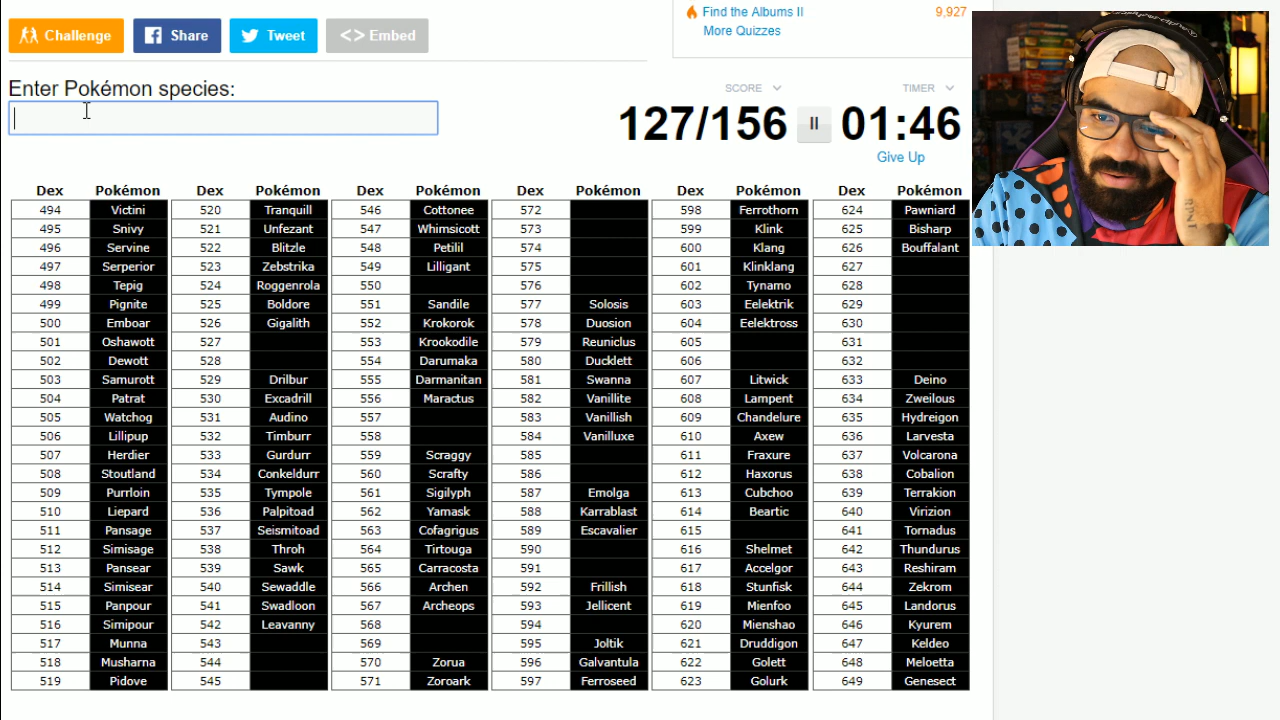 Challenge Share Tweet <> Embed
Find the Albums II 9,927
More Quizzes
Enter Pokémon species:
SCORE TIMER
127/156 01:46
Give Up
Dex Pokémon Dex Pokémon Dex Pokémon Dex Pokémon Dex Pokémon Dex Pokémon
494 Victini 520 Tranquill 546 Cottonee 572 598 Ferrothorn 624 Pawniard
495 Snivy 521 Unfezant 547 Whimsicott 573 599 Klink 625 Bisharp
496 Servine 522 Blitzle 548 Petilil 574 600 Klang 626 Bouffalant
497 Serperior 523 Zebstrika 549 Lilligant 575 601 Klinklang 627
498 Tepig 524 Roggenrola 550 576 602 Tynamo 628
499 Pignite 525 Boldore 551 Sandile 577 Solosis 603 Eelektrik 629
500 Emboar 526 Gigalith 552 Krokorok 578 Duosion 604 Eelektross 630
501 Oshawott 527 553 Krookodile 579 Reuniclus 605 631
502 Dewott 528 554 Darumaka 580 Ducklett 606 632
503 Samurott 529 Drilbur 555 Darmanitan 581 Swanna 607 Litwick 633 Deino
504 Patrat 530 Excadrill 556 Maractus 582 Vanillite 608 Lampent 634 Zweilous
505 Watchog 531 Audino 557 583 Vanillish 609 Chandelure 635 Hydreigon
506 Lillipup 532 Timburr 558 584 Vanilluxe 610 Axew 636 Larvesta
507 Herdier 533 Gurdurr 559 Scraggy 585 611 Fraxure 637 Volcarona
508 Stoutland 534 Conkeldurr 560 Scrafty 586 612 Haxorus 638 Cobalion
509 Purrloin 535 Tympole 561 Sigilyph 587 Emolga 613 Cubchoo 639 Terrakion
510 Liepard 536 Palpitoad 562 Yamask 588 Karrablast 614 Beartic 640 Virizion
511 Pansage 537 Seismitoad 563 Cofagrigus 589 Escavalier 615 641 Tornadus
512 Simisage 538 Throh 564 Tirtouga 590 616 Shelmet 642 Thundurus
513 Pansear 539 Sawk 565 Carracosta 591 617 Accelgor 643 Reshiram
514 Simisear 540 Sewaddle 566 Archen 592 Frillish 618 Stunfisk 644 Zekrom
515 Panpour 541 Swadloon 567 Archeops 593 Jellicent 619 Mienfoo 645 Landorus
516 Simipour 542 Leavanny 568 594 620 Mienshao 646 Kyurem
517 Munna 543 569 595 Joltik 621 Druddigon 647 Keldeo
518 Musharna 544 570 Zorua 596 Galvantula 622 Golett 648 Meloetta
519 Pidove 545 571 Zoroark 597 Ferroseed 623 Golurk 649 Genesect